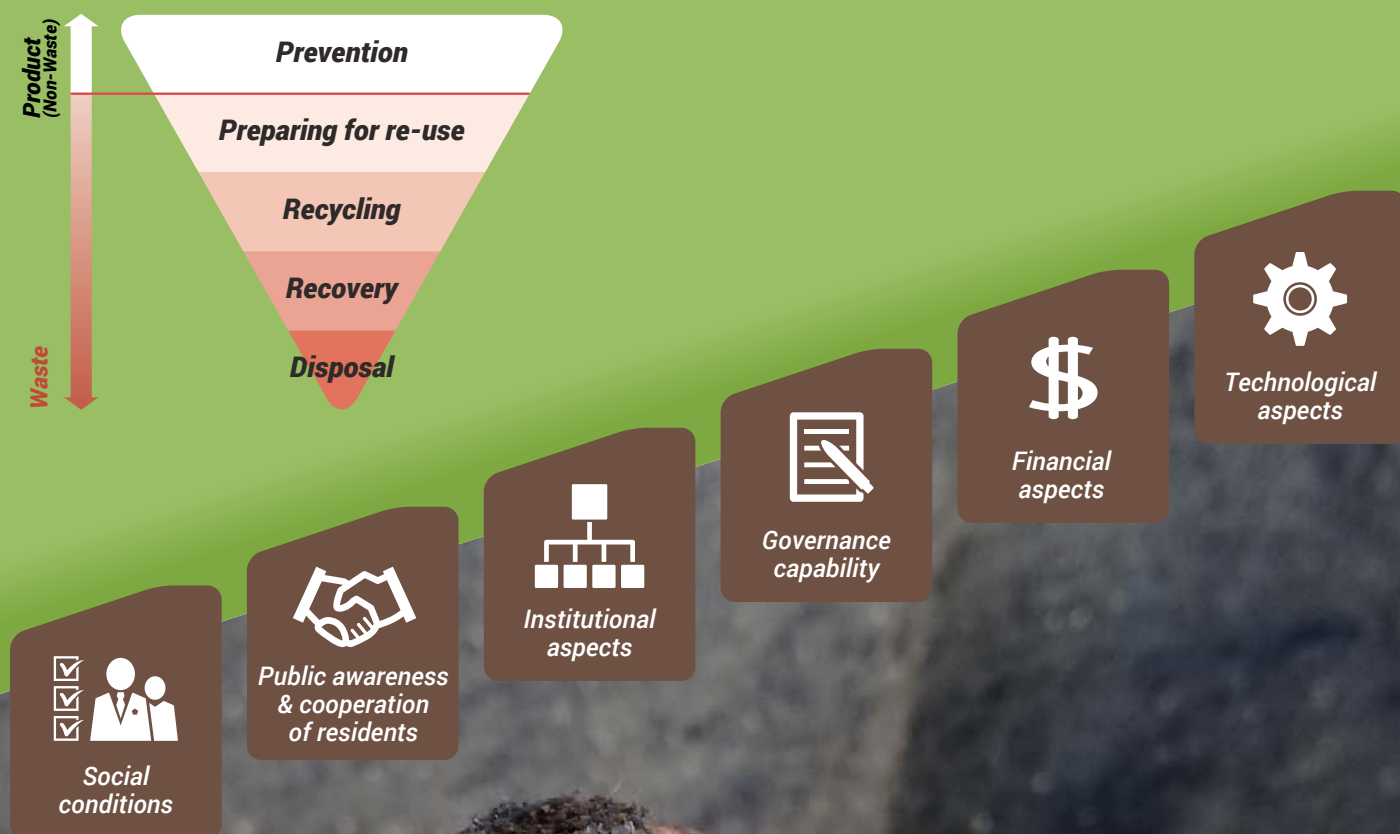 Product
(Non-Waste)
Waste
Prevention
Preparing for re-use
Recycling
Recovery
Disposal
Social
conditions
Public awareness
& cooperation
of residents
Institutional
aspects
Governance
capability
$
Financial
aspects
Technological
aspects